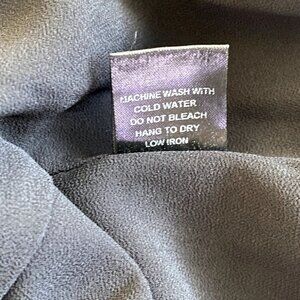 MACHINE WASH WITH
COLD WATER
DO NOT BLEACH
HANG TO DRY
LOW IRON